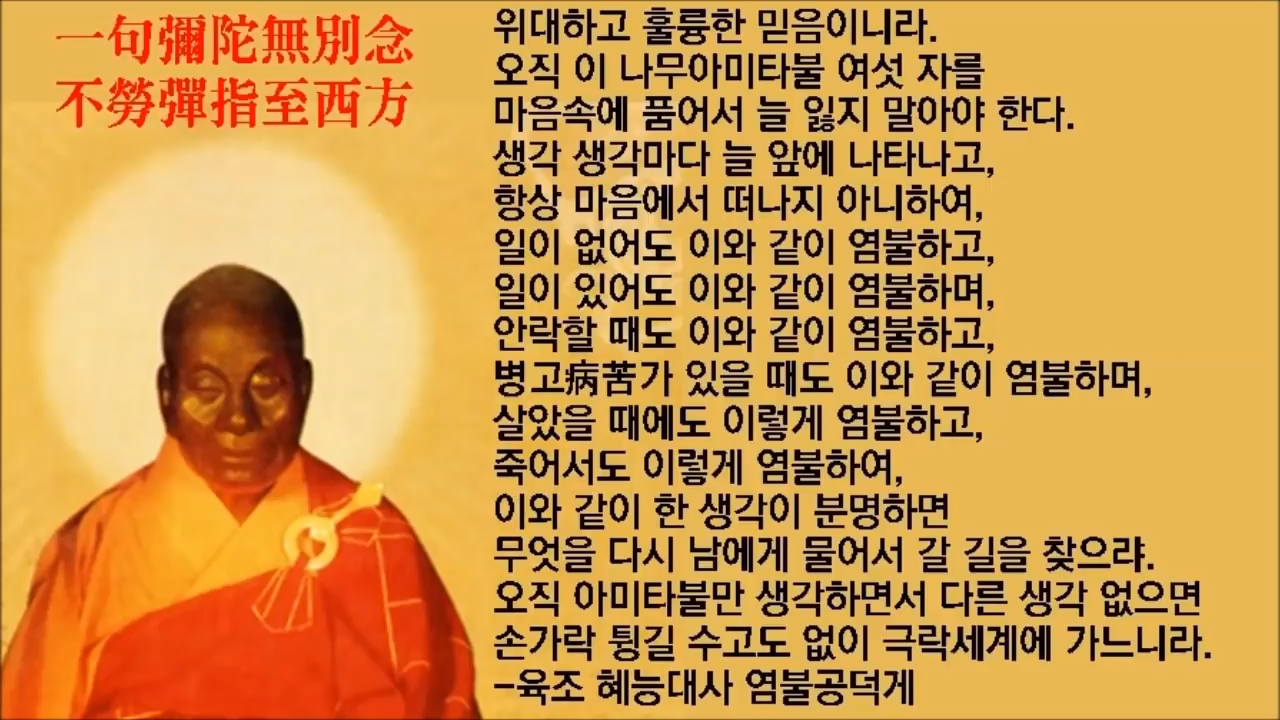 一句彌陀無別念
不勞彈指至西方
위대하고 훌륭한 믿음이니라.
오직 이 나무아미타불 여섯 자를
마음속에 품어서 늘 잃지 말아야 한다.
생각 생각마다 늘 앞에 나타나고,
항상 마음에서 떠나지 아니하여,
일이 없어도 이와 같이 염불하고,
일이 있어도 이와 같이 염불하며,
안락할 때도 이와 같이 염불하고,
병고病苦가 있을 때도 이와 같이 염불하며,
살았을 때에도 이렇게 염불하고,
죽어서도 이렇게 염불하여,
이와 같이 한 생각이 분명하면
무엇을 다시 남에게 물어서 갈 길을 찾으랴.
오직 아미타불만 생각하면서 다른 생각 없으면
손가락 튕길 수고도 없이 극락세계에 가느니라.
-육조 혜능대사 염불공덕게